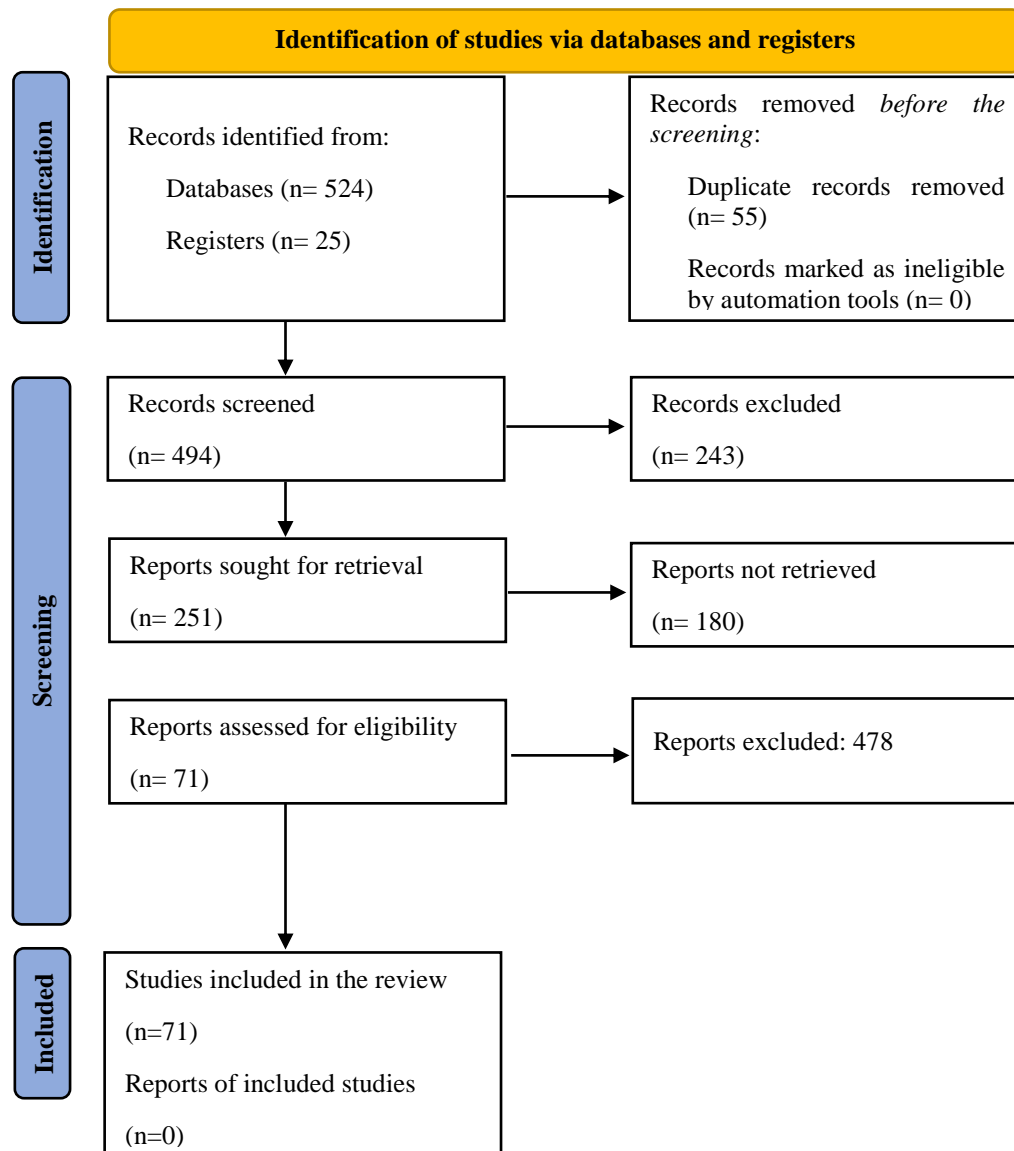 Identification of studies via databases and registers
Identification
Records identified from:
Databases (n= 524)
Registers (n= 25)
Records removed before the
screening:
Duplicate records removed
(n= 55)
Records marked as ineligible
by automation tools (n= 0)
Screening
Records screened
(n= 494)
Records excluded
(n= 243)
Reports sought for retrieval
(n= 251)
Reports not retrieved
(n= 180)
Reports assessed for eligibility
(n= 71)
Reports excluded: 478
Included
Studies included in the review
(n=71)
Reports of included studies
(n=0)